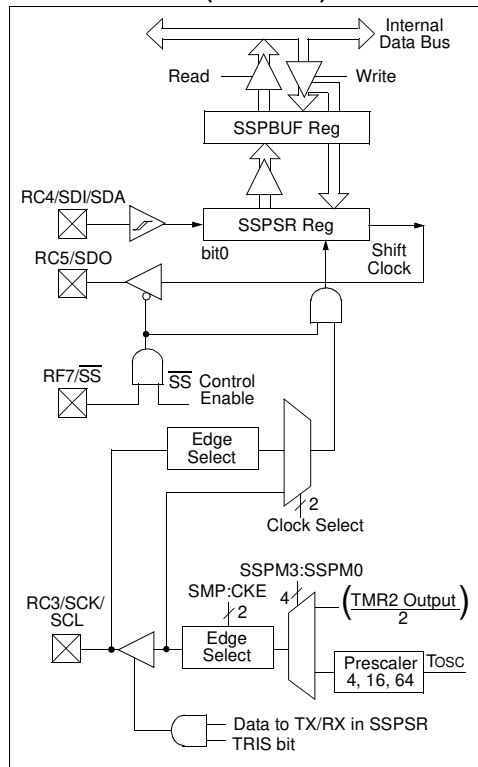 Internal
Data Bus
Read
Write
SSPBUF Reg
RC4/SDI/SDA
SSPSR Reg
bit0
Shift
Clock
RC5/SDO
RF7/SS
SS Control
Enable
Edge
Select
2
Clock Select
SSPM3:SSPM0
SMP:CKE
4
(TMR2 Output)
2
2
RC3/SCK/
SCL
Edge
Select
Prescaler
4, 16, 64
TOSC
Data to TX/RX in SSPSR
TRIS bit